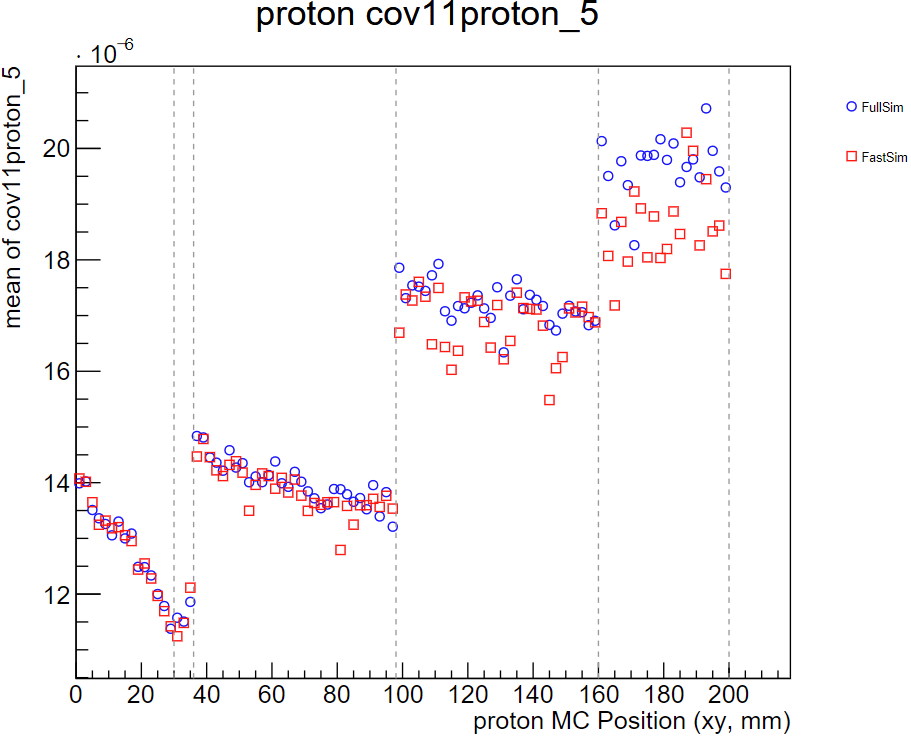 proton cov11proton_5
· 10⁻⁶
mean of cov11proton_5
20
18
16
14
12
0 20 40 60 80 100 120 140 160 180 200
proton MC Position (xy, mm)
FullSim
FastSim